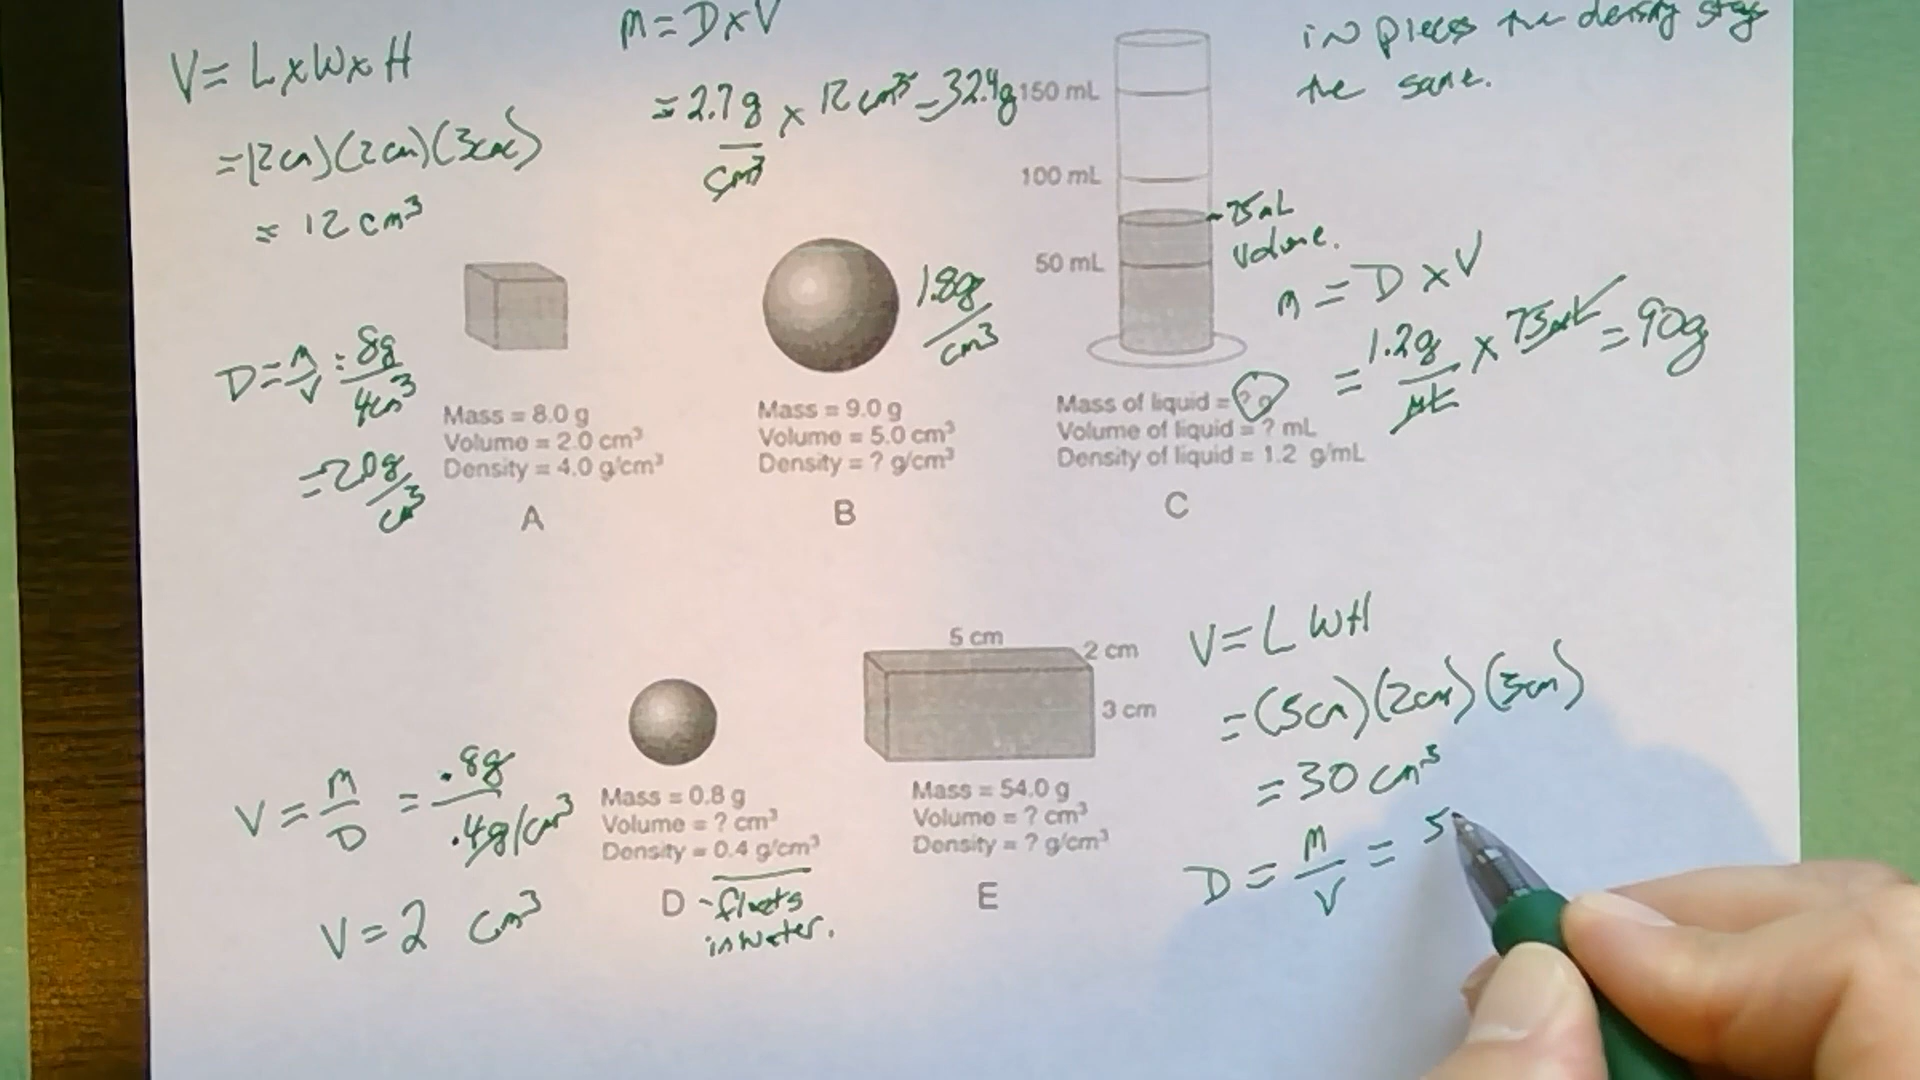 V = L x W x H
= (2cm)(2cm)(3cm)
= 12 cm³
M = D x V
= 2.7g/cm³ x 12 cm³ = 32.4g
in pieces the density stays
the same.
150 mL
100 mL
50 mL
~75mL
volume.
m = D x V
= 1.2g/mL x 75mL = 90g
D = M/V = 8g/4cm³
= 2.0g/cm³
Mass = 8.0 g
Volume = 2.0 cm³
Density = 4.0 g/cm³
A
1.8g/cm³
Mass = 9.0 g
Volume = 5.0 cm³
Density = ? g/cm³
B
Mass of liquid = ? g
Volume of liquid = ? mL
Density of liquid = 1.2 g/mL
C
V = M/D = .8g/.4g/cm³
V = 2 cm³
Mass = 0.8 g
Volume = ? cm³
Density = 0.4 g/cm³
D - floats
in water.
5 cm
2 cm
3 cm
Mass = 54.0 g
Volume = ? cm³
Density = ? g/cm³
E
V = L W H
= (5cm)(2cm)(3cm)
= 30 cm³
D = M/V = 5